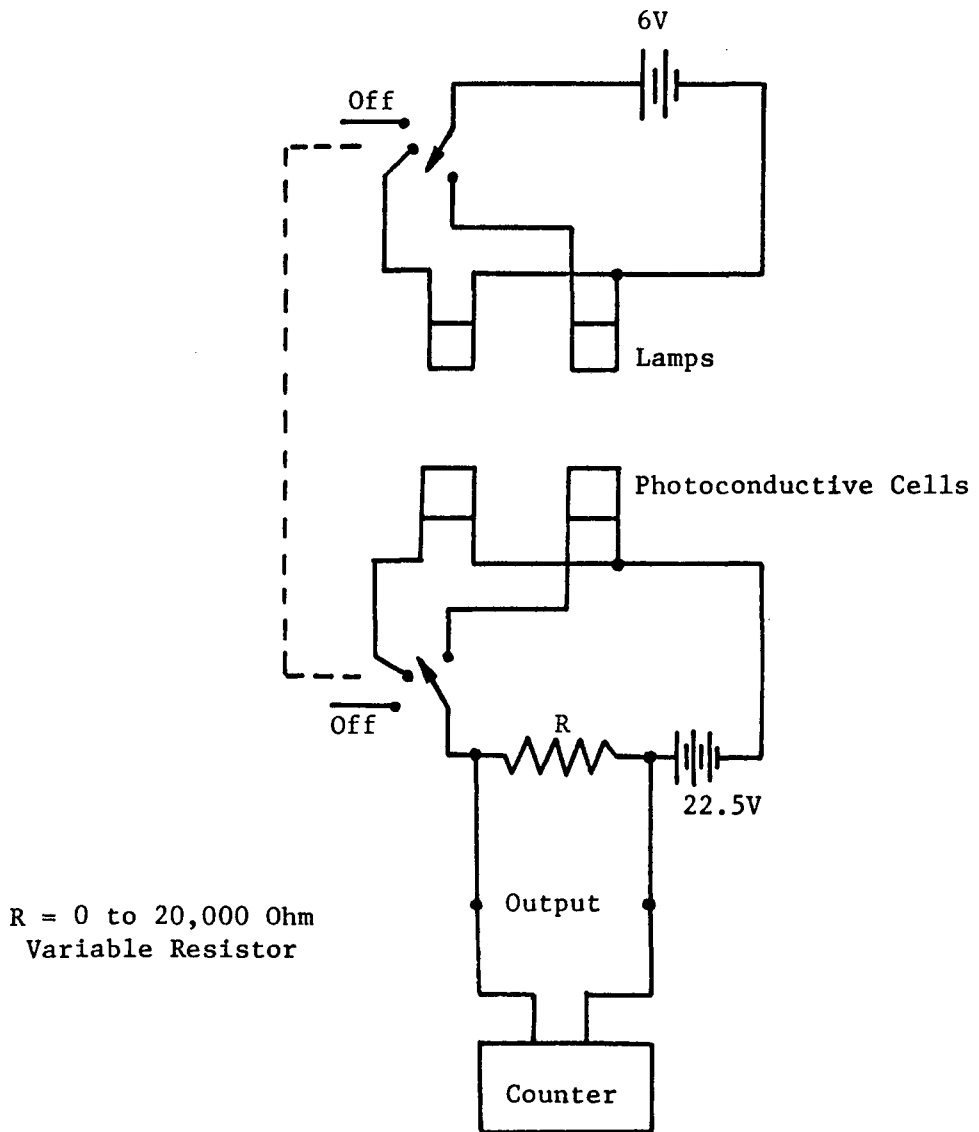 6V
Off
Lamps
Photoconductive Cells
Off
R
22.5V
Output
R = 0 to 20,000 Ohm
Variable Resistor
Counter